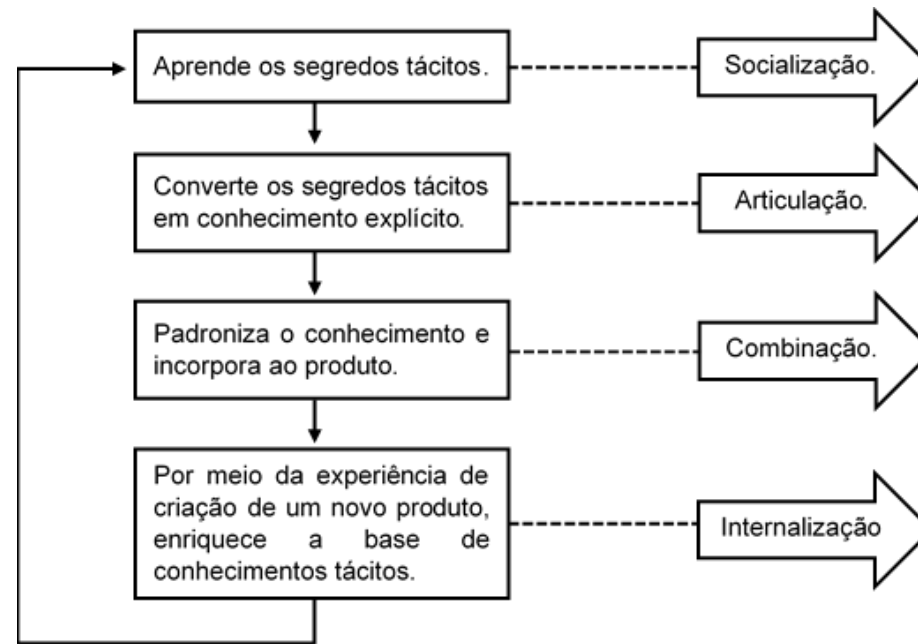 Aprende os segredos tácitos.
Socialização.
Converte os segredos tácitos
em conhecimento explícito.
Articulação.
Padroniza o conhecimento e
incorpora ao produto.
Combinação.
Por meio da experiência de
criação de um novo produto,
enriquece a base de
conhecimentos tácitos.
Internalização